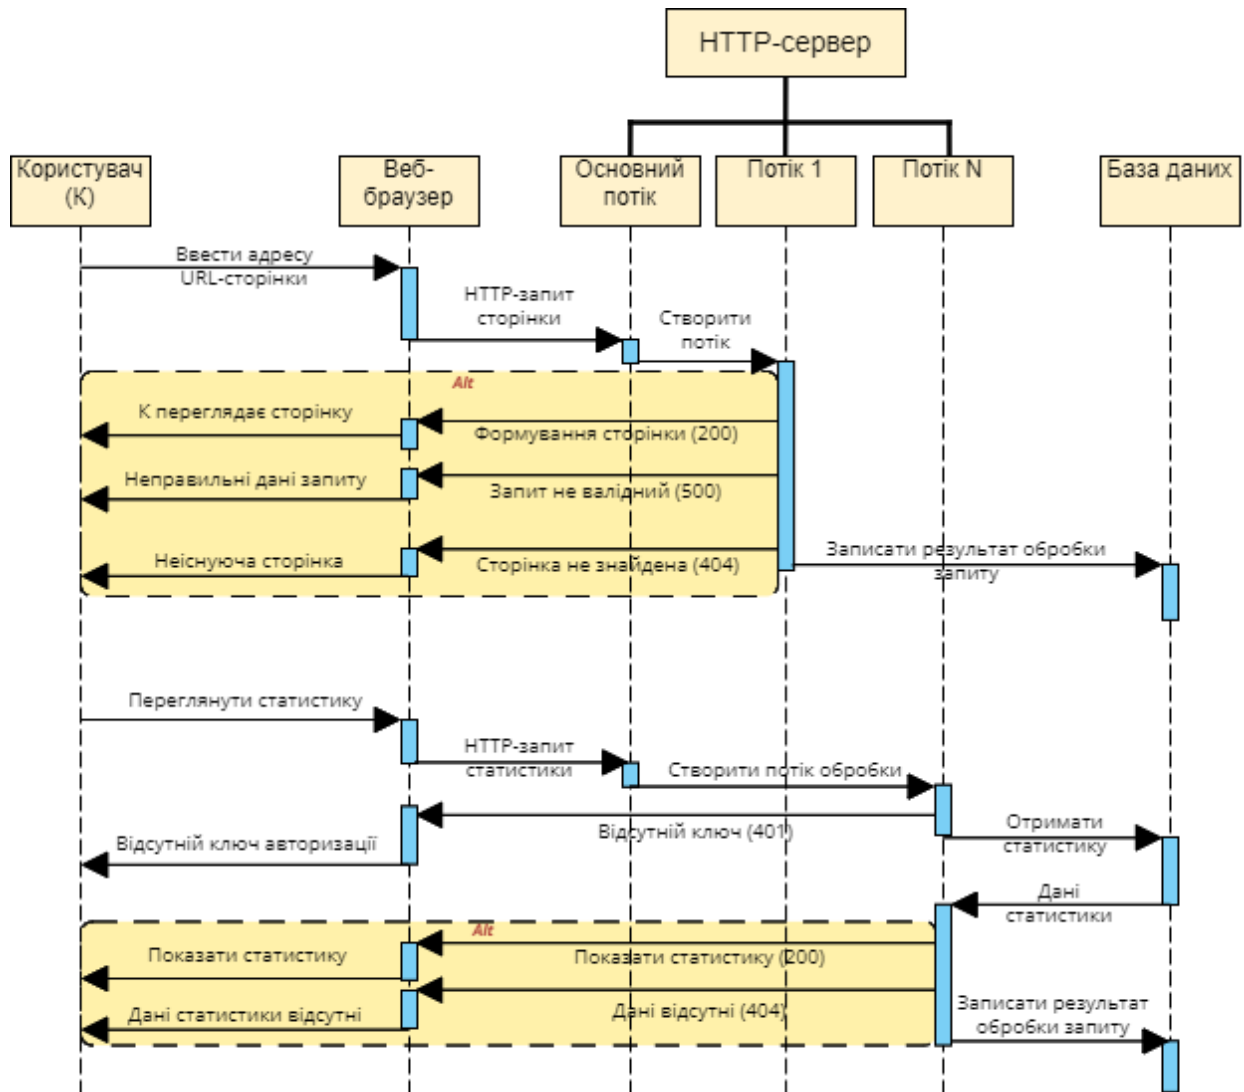 HTTP-сервер
Користувач
(К)
Веб-
браузер
Основний
потік
Потік 1
Потік N
База даних
Ввести адресу
URL-сторінки
HTTP-запит
сторінки
Створити
потік
Alt
К переглядає сторінку
Формування сторінки (200)
Неправильні дані запиту
Запит не валідний (500)
Неіснуюча сторінка
Сторінка не знайдена (404)
Записати результат обробки
запиту
Переглянути статистику
HTTP-запит
статистики
Створити потік обробки
Відсутній ключ (401)
Відсутній ключ авторизації
Отримати
статистику
Дані
статистики
Alt
Показати статистику
Показати статистику (200)
Дані статистики відсутні
Дані відсутні (404)
Записати результат
обробки запиту